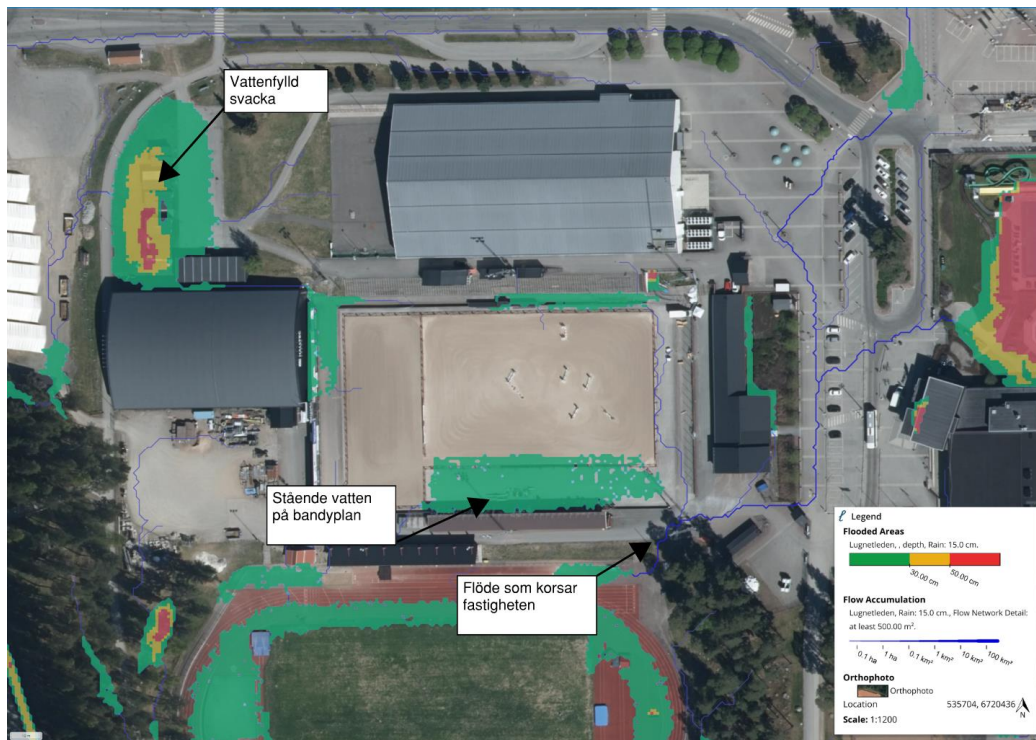 Vattenfylld
svacka
Stående vatten
på bandyplan
Flöde som korsar
fastigheten
Legend
Flooded Areas
Lugnetleden, , depth, Rain: 15.0 cm.
30.00 cm
50.00 cm
Flow Accumulation
Lugnetleden, Rain: 15.0 cm., Flow Network Detail:
at least 500.00 m².
0.1 ha
1 ha
0.1 km²
1 km²
10 km²
100 km²
Orthophoto
Orthophoto
Location 535704, 6720436
Scale: 1:1200
N